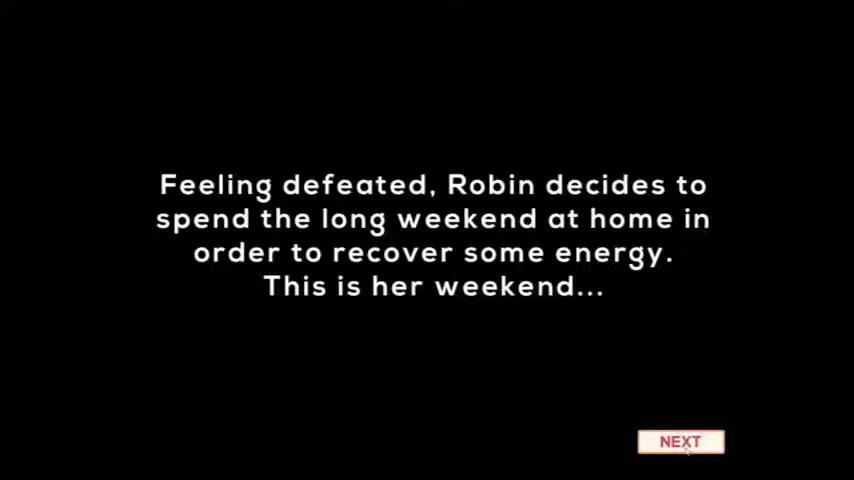 Feeling defeated, Robin decides to
spend the long weekend at home in
order to recover some energy.
This is her weekend...
NEXT